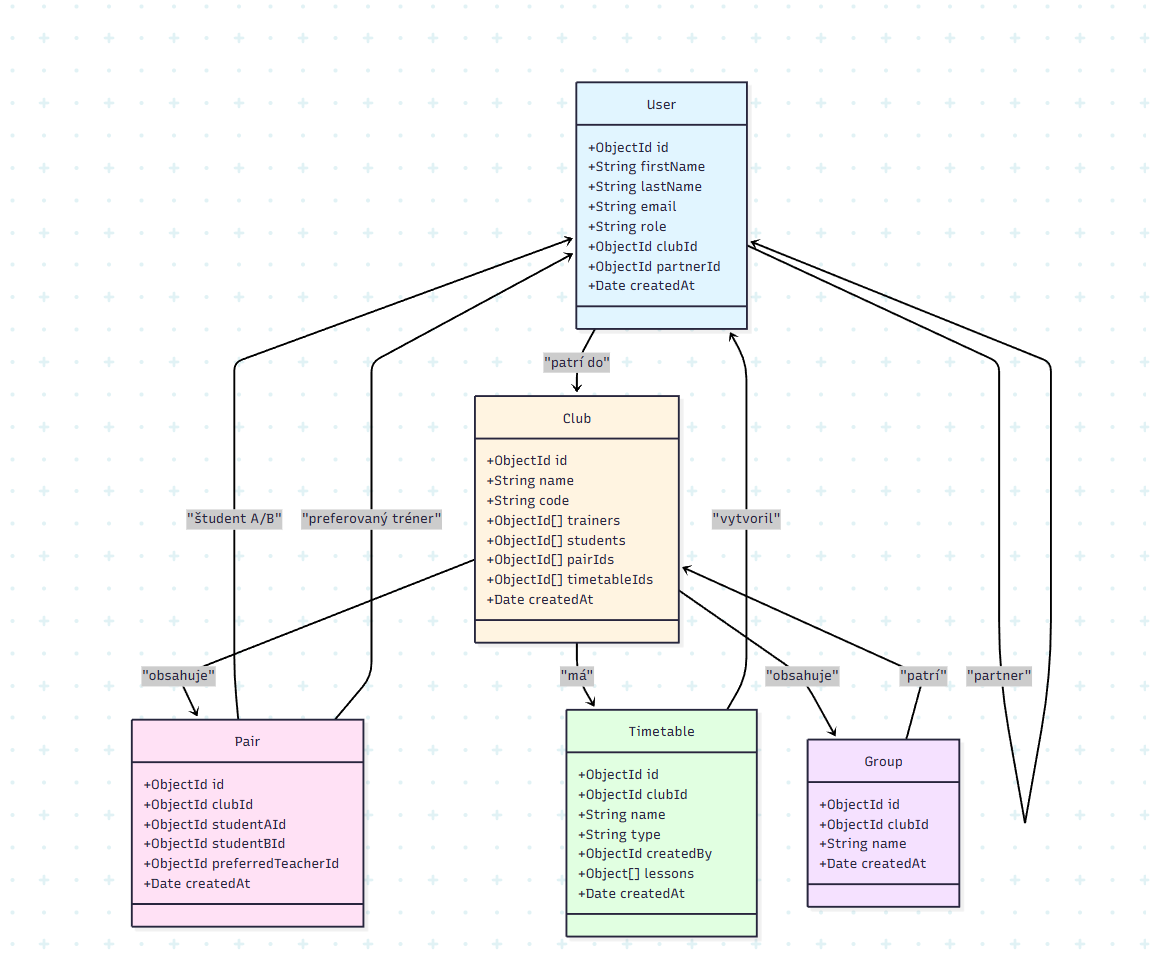 User
+ObjectId id
+String firstName
+String lastName
+String email
+String role
+ObjectId clubId
+ObjectId partnerId
+Date createdAt
"patrí do"
Club
+ObjectId id
+String name
+String code
+ObjectId[] trainers
+ObjectId[] students
+ObjectId[] pairIds
+ObjectId[] timetableIds
+Date createdAt
"študent A/B"
"preferovaný tréner"
"vytvoril"
"obsahuje"
"má"
"obsahuje"
"patrí"
"partner"
Pair
+ObjectId id
+ObjectId clubId
+ObjectId studentAId
+ObjectId studentBId
+ObjectId preferredTeacherId
+Date createdAt
Timetable
+ObjectId id
+ObjectId clubId
+String name
+String type
+ObjectId createdBy
+Object[] lessons
+Date createdAt
Group
+ObjectId id
+ObjectId clubId
+String name
+Date createdAt